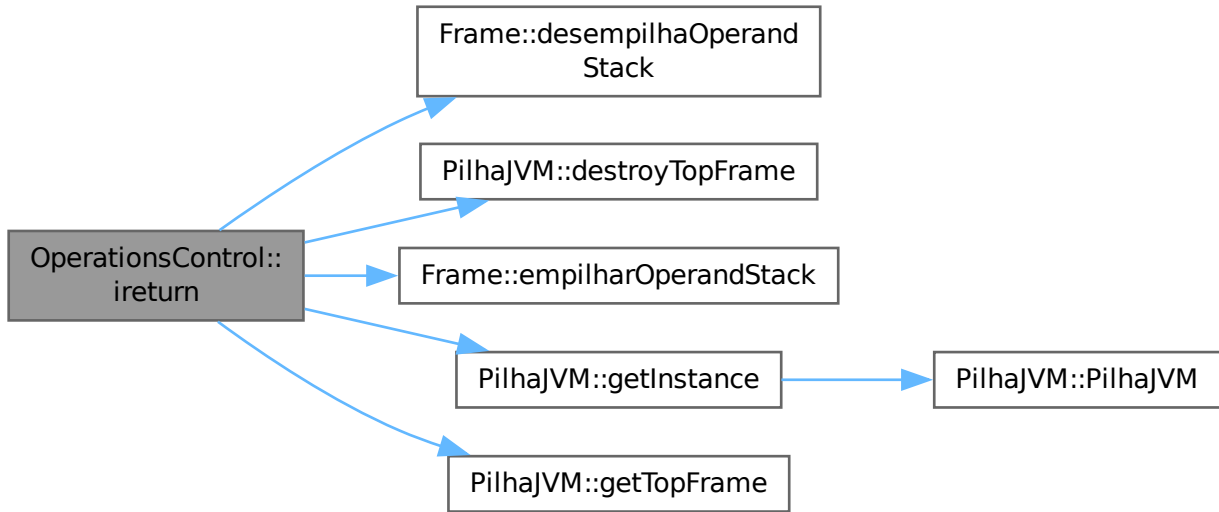 Frame::desempilhaOperand
Stack
PilhaJVM::destroyTopFrame
OperationsControl::
ireturn
Frame::empilharOperandStack
PilhaJVM::getInstance
PilhaJVM::PilhaJVM
PilhaJVM::getTopFrame